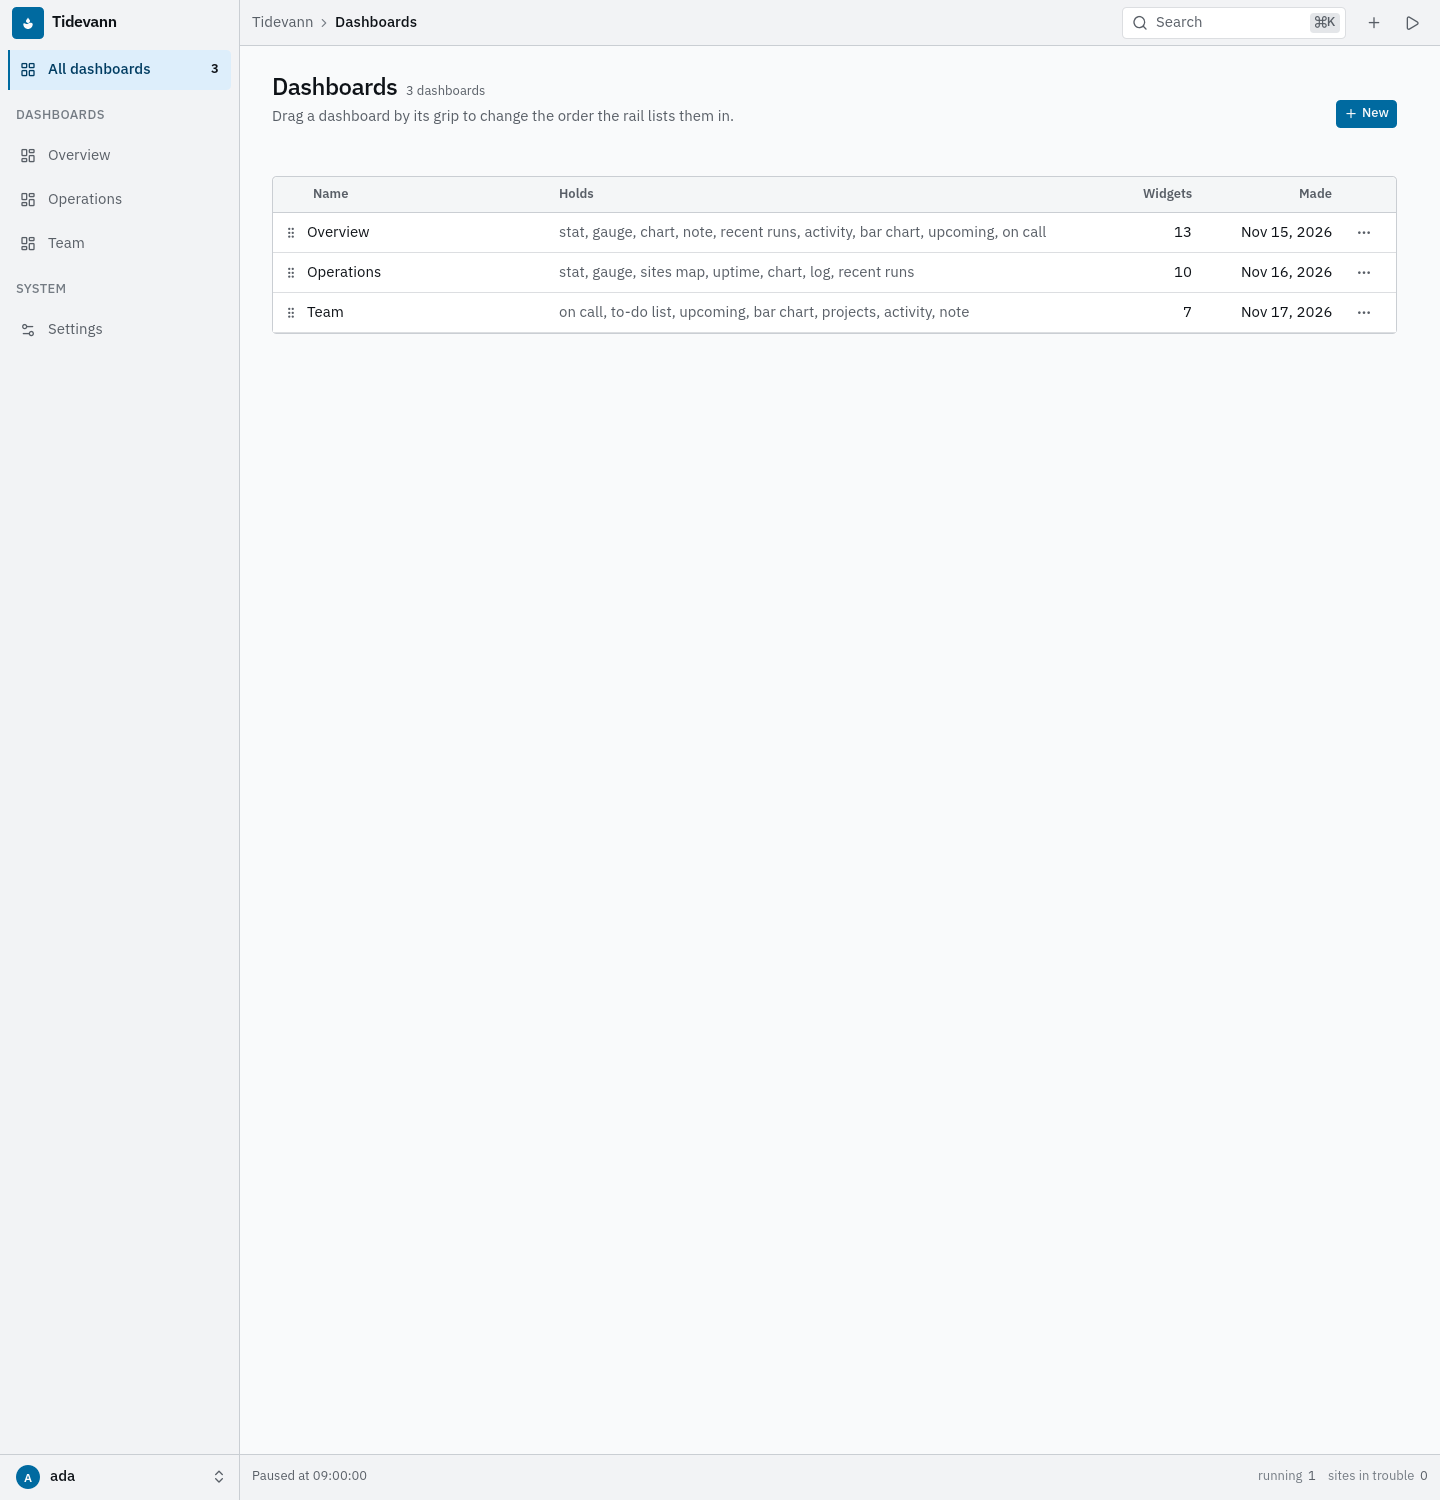 Tidevann
Tidevann > Dashboards
Search ⌘K
All dashboards 3
DASHBOARDS
Overview
Operations
Team
SYSTEM
Settings
Dashboards 3 dashboards
Drag a dashboard by its grip to change the order the rail lists them in.
New
Name Holds Widgets Made
Overview stat, gauge, chart, note, recent runs, activity, bar chart, upcoming, on call 13 Nov 15, 2026
Operations stat, gauge, sites map, uptime, chart, log, recent runs 10 Nov 16, 2026
Team on call, to-do list, upcoming, bar chart, projects, activity, note 7 Nov 17, 2026
A ada
Paused at 09:00:00
running 1 sites in trouble 0